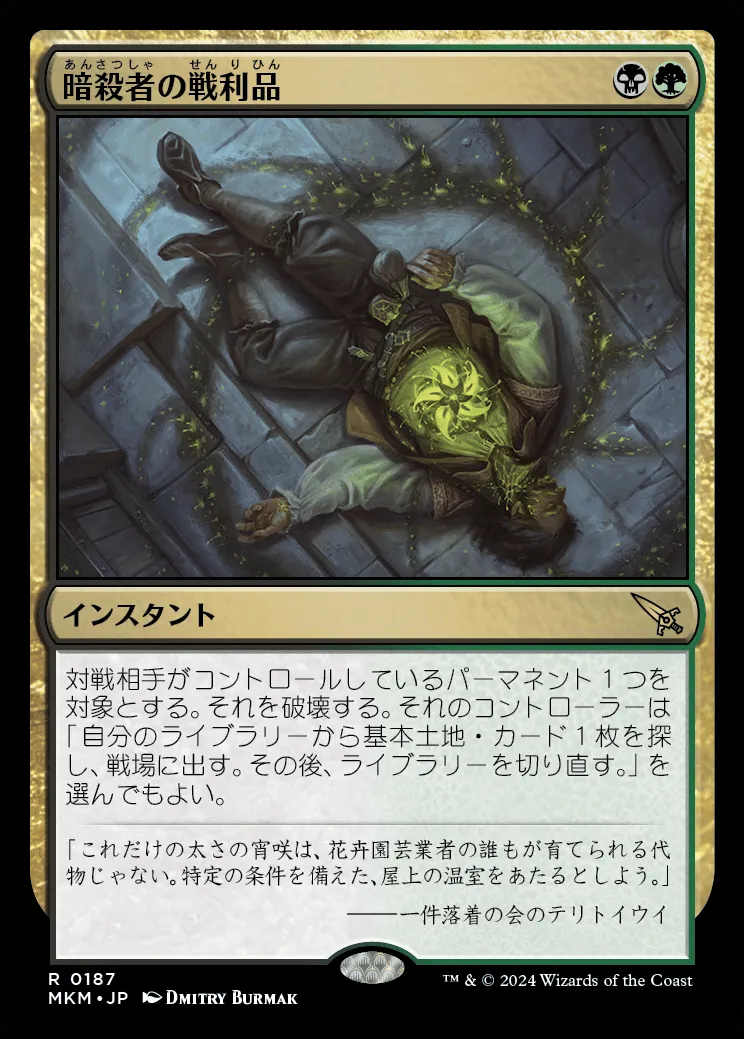 あんさつしゃ せんりひん
暗殺者の戦利品
インスタント
対戦相手がコントロールしているパーマネント１つを
対象とする。それを破壊する。それのコントローラーは
「自分のライブラリーから基本土地・カード１枚を探
し、戦場に出す。その後、ライブラリーを切り直す。」を
選んでもよい。
「これだけの太さの宵咲は、花卉園芸業者の誰もが育てられる代
物じゃない。特定の条件を備えた、屋上の温室をあたるとしよう。」
――一件落着の会のテリトイウイ
R 0187
MKM • JP Dmitry Burmak
™ & © 2024 Wizards of the Coast